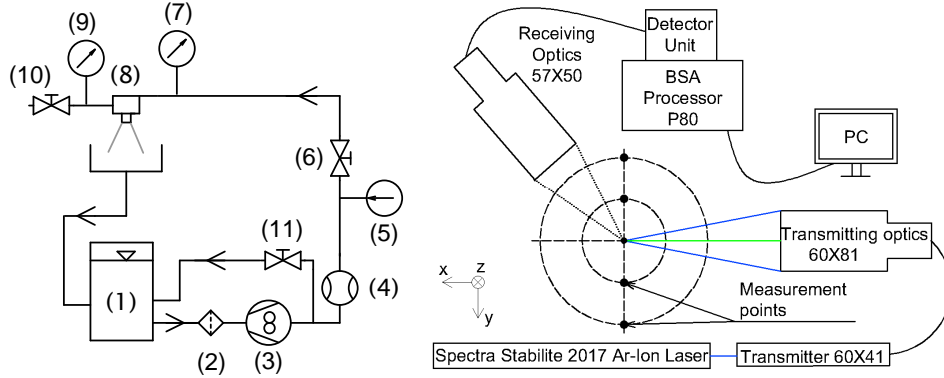 (9)
(7)
(10)
(8)
(6)
(5)
(11)
(1)
(4)
(2)
(3)
Receiving
Optics
57X50
Detector
Unit
BSA
Processor
P80
PC
Transmitting optics
60X81
x
z
y
Measurement
points
Spectra Stabilite 2017 Ar-Ion Laser
Transmitter 60X41